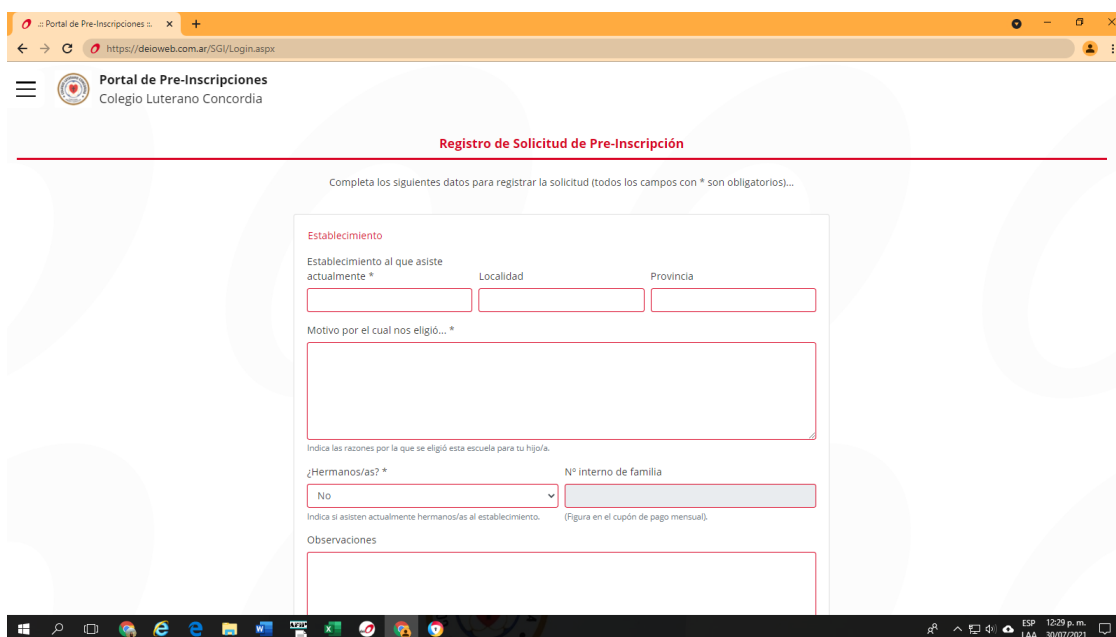 .:: Portal de Pre-Inscripciones ::.
https://deioweb.com.ar/SGI/Login.aspx
Portal de Pre-Inscripciones
Colegio Luterano Concordia
Registro de Solicitud de Pre-Inscripción
Completa los siguientes datos para registrar la solicitud (todos los campos con * son obligatorios)...
Establecimiento
Establecimiento al que asiste
actualmente *
Localidad
Provincia
Motivo por el cual nos eligió... *
Indica las razones por la que se eligió esta escuela para tu hijo/a.
¿Hermanos/as? *
Nº interno de familia
No
Indica si asisten actualmente hermanos/as al establecimiento.
(Figura en el cupón de pago mensual).
Observaciones
ESP
12:29 p. m.
LAA
30/07/2021